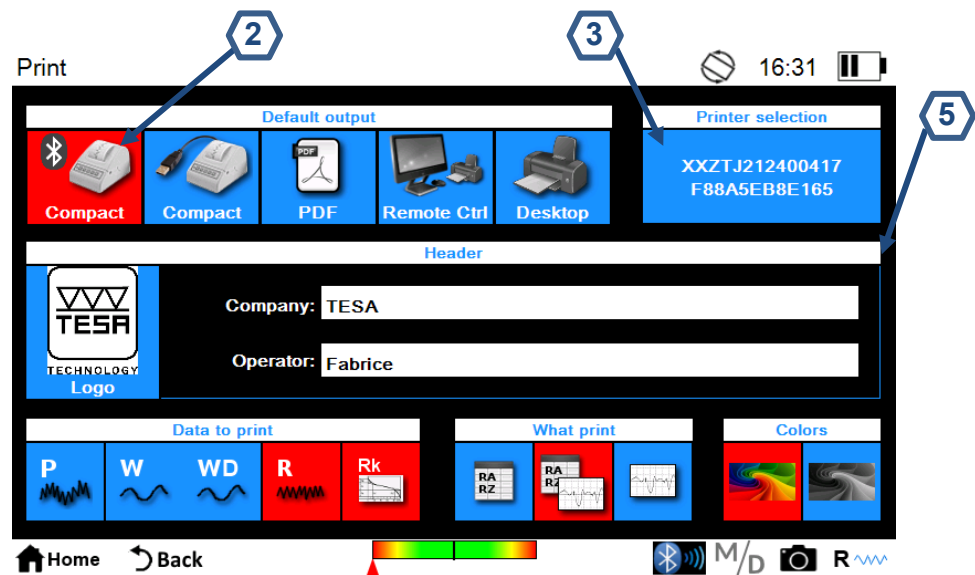 2
3
Print
16:31
5
Default output
Printer selection
Compact
Compact
PDF
PDF
Remote Ctrl
Desktop
XXZTJ212400417
F88A5EB8E165
Header
TESA
TECHNOLOGY
Logo
Company: TESA
Operator: Fabrice
Data to print
What print
Colors
P W WD R Rk
RA
RZ
RA
RZ
Home Back
M/D
R